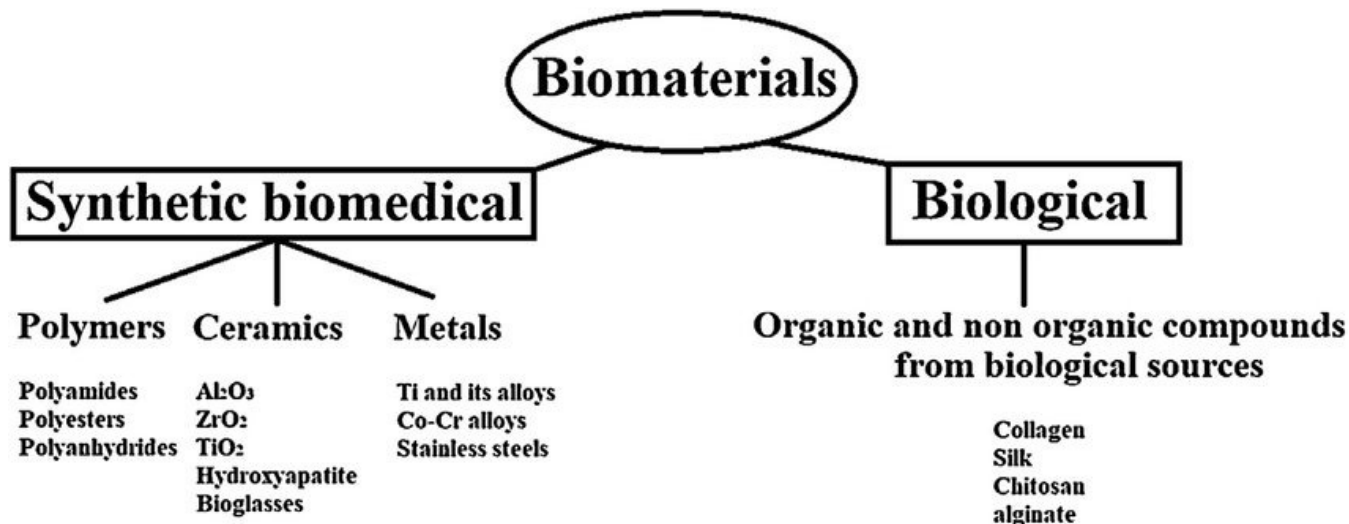 Biomaterials
Synthetic biomedical
Biological
Polymers
Ceramics
Metals
Polyamides
Polyesters
Polyanhydrides
Al₂O₃
ZrO₂
TiO₂
Hydroxyapatite
Bioglasses
Ti and its alloys
Co-Cr alloys
Stainless steels
Organic and non organic compounds
from biological sources
Collagen
Silk
Chitosan
alginate